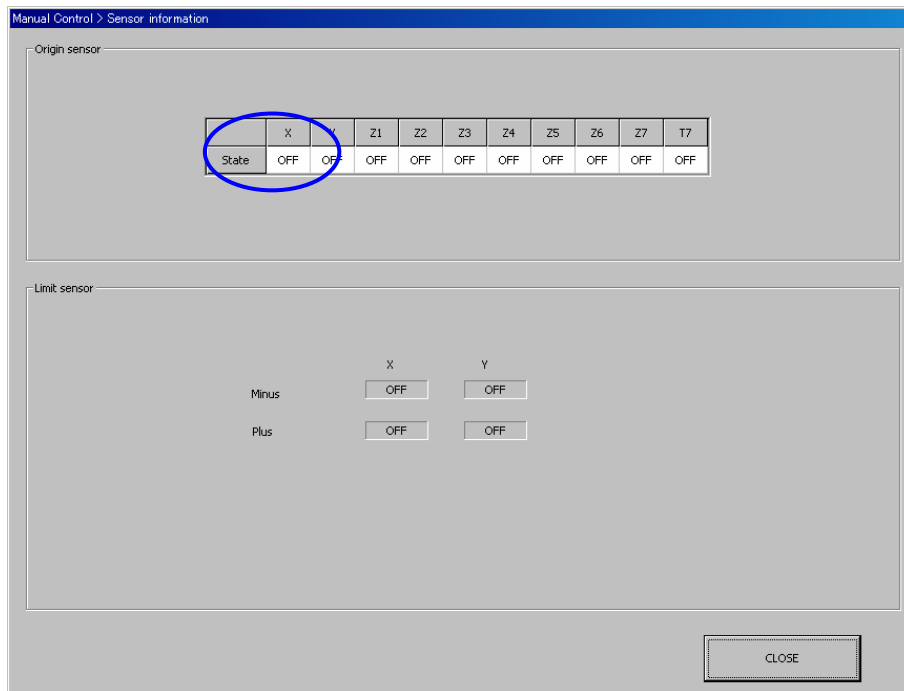 Manual Control > Sensor information
Origin sensor
X Y Z1 Z2 Z3 Z4 Z5 Z6 Z7 T7
State OFF OFF OFF OFF OFF OFF OFF OFF OFF OFF
Limit sensor
X Y
Minus OFF OFF
Plus OFF OFF
CLOSE